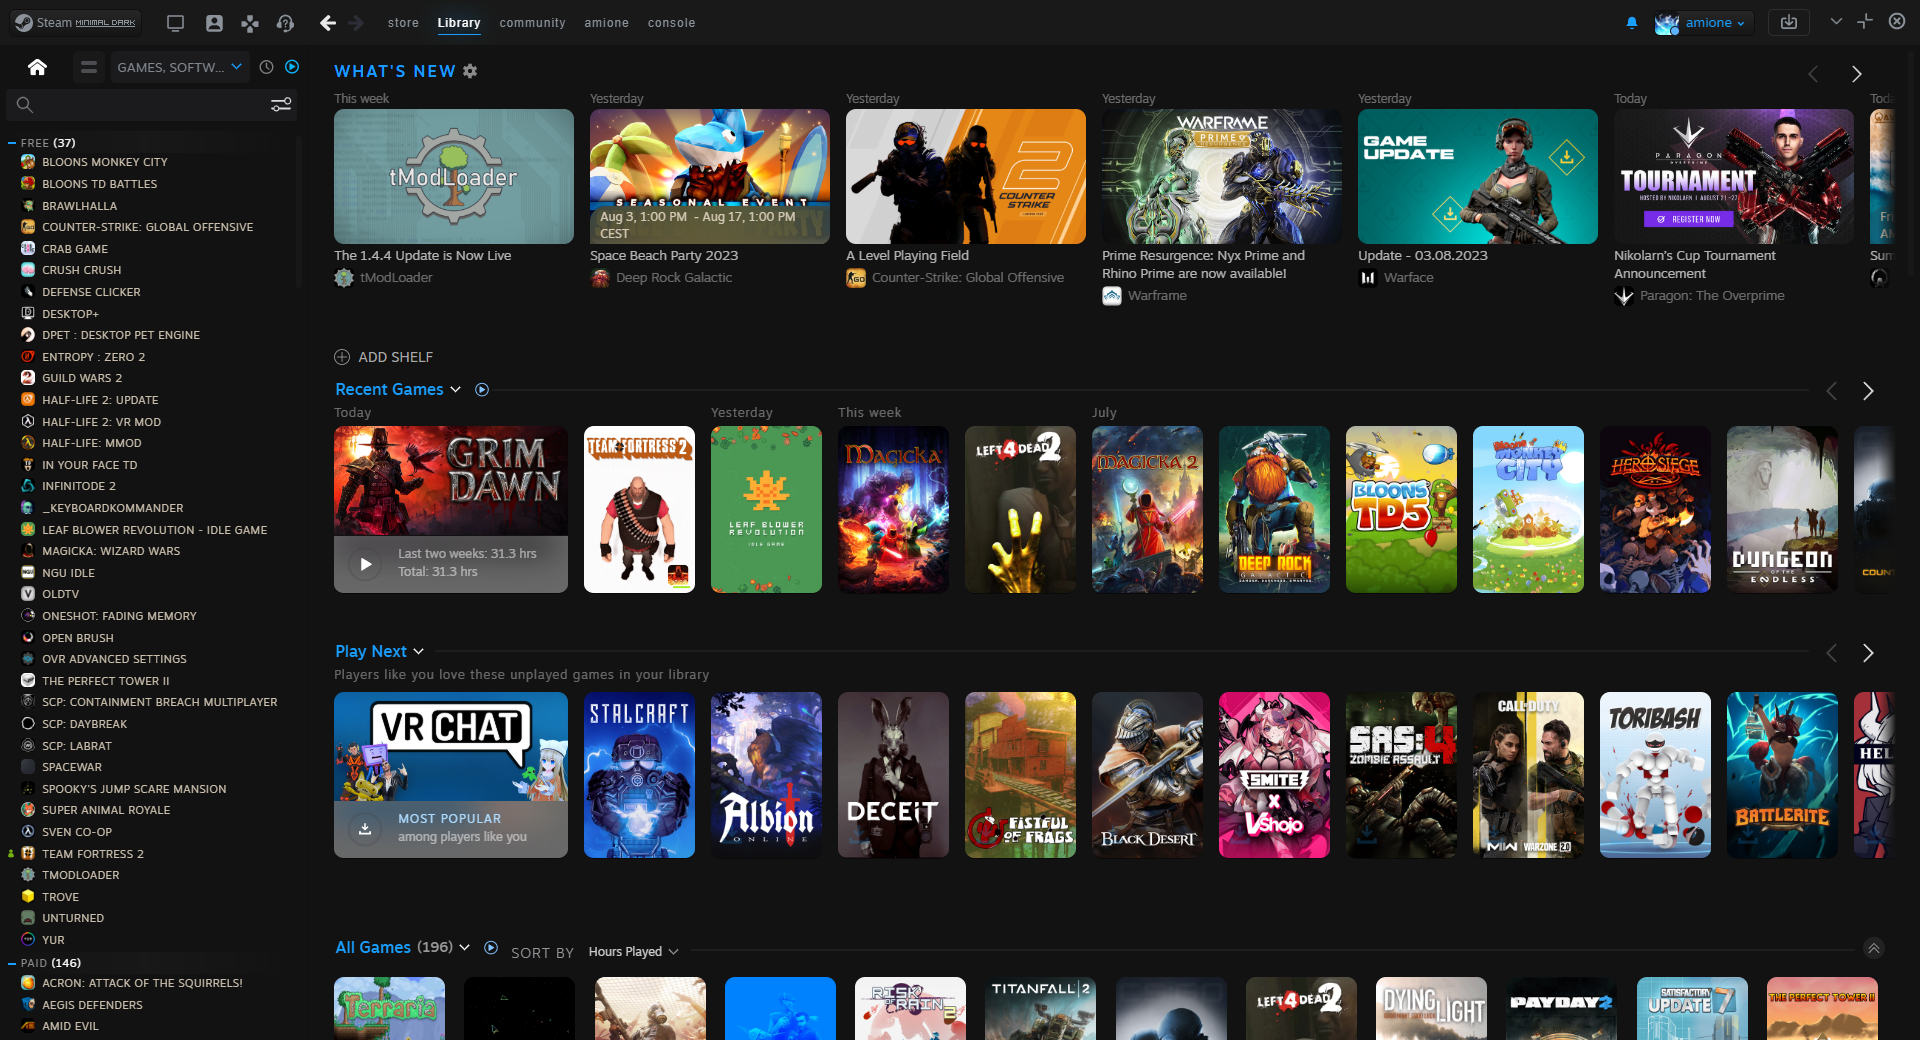 Steam MINIMAL DARK
store Library community amione console
amione
GAMES, SOFTW...
FREE (37)
BLOONS MONKEY CITY
BLOONS TD BATTLES
BRAWLHALLA
COUNTER-STRIKE: GLOBAL OFFENSIVE
CRAB GAME
CRUSH CRUSH
DEFENSE CLICKER
DESKTOP+
DPET : DESKTOP PET ENGINE
ENTROPY : ZERO 2
GUILD WARS 2
HALF-LIFE 2: UPDATE
HALF-LIFE 2: VR MOD
HALF-LIFE: MMOD
IN YOUR FACE TD
INFINITODE 2
_KEYBOARDKOMMANDER
LEAF BLOWER REVOLUTION - IDLE GAME
MAGICKA: WIZARD WARS
NGU IDLE
OLDTV
ONESHOT: FADING MEMORY
OPEN BRUSH
OVR ADVANCED SETTINGS
THE PERFECT TOWER II
SCP: CONTAINMENT BREACH MULTIPLAYER
SCP: DAYBREAK
SCP: LABRAT
SPACEWAR
SPOOKY'S JUMP SCARE MANSION
SUPER ANIMAL ROYALE
SVEN CO-OP
TEAM FORTRESS 2
TMODLOADER
TROVE
UNTURNED
YUR
PAID (146)
ACRON: ATTACK OF THE SQUIRRELS!
AEGIS DEFENDERS
AMID EVIL
WHAT'S NEW
This week
tModLoader
The 1.4.4 Update is Now Live
tModLoader
Yesterday
SEASONAL EVENT
Aug 3, 1:00 PM - Aug 17, 1:00 PM
CEST
Space Beach Party 2023
Deep Rock Galactic
Yesterday
2
COUNTER
STRIKE
A Level Playing Field
GO
Counter-Strike: Global Offensive
Yesterday
WARFRAME
PRIME
RESURGENCE
Prime Resurgence: Nyx Prime and
Rhino Prime are now available!
Warframe
Yesterday
GAME
UPDATE
Update - 03.08.2023
Warface
Today
PARAGON
TOURNAMENT
HOSTED BY NIKOLARN | AUGUST 21 -27
REGISTER NOW
Nikolarn's Cup Tournament
Announcement
Paragon: The Overprime
ADD SHELF
Recent Games
Today
GRIM
DAWN
Last two weeks: 31.3 hrs
Total: 31.3 hrs
TEAM FORTRESS 2
Yesterday
LEAF BLOWER
REVOLUTION
IDLE GAME
This week
MAGICKA
LEFT 4 DEAD 2
July
MAGICKA 2
DEEP ROCK
GALACTIC
BLOONS
TD5
Bloons
MONKEY
CITY
HERO SIEGE
DUNGEON
OF THE
ENDLESS
COUNT
Play Next
Players like you love these unplayed games in your library
VR CHAT
MOST POPULAR
among players like you
STALCRAFT
Albion
ONLINE
DECEIT
FISTFUL
OF FRAGS
BLACK DESERT
SMITE
X
VShojo
SAS:4
ZOMBIE ASSAULT
CALL OF DUTY
MWII WARZONE 2.0
TORIBASH
BATTLERITE
HEL
All Games (196)
SORT BY Hours Played
Terraria
RISK OF RAIN 2
TITANFALL 2
LEFT 4 DEAD 2
DYING
LIGHT
PAYDAY 2
SATISFACTORY
UPDATE 7
THE PERFECT TOWER II